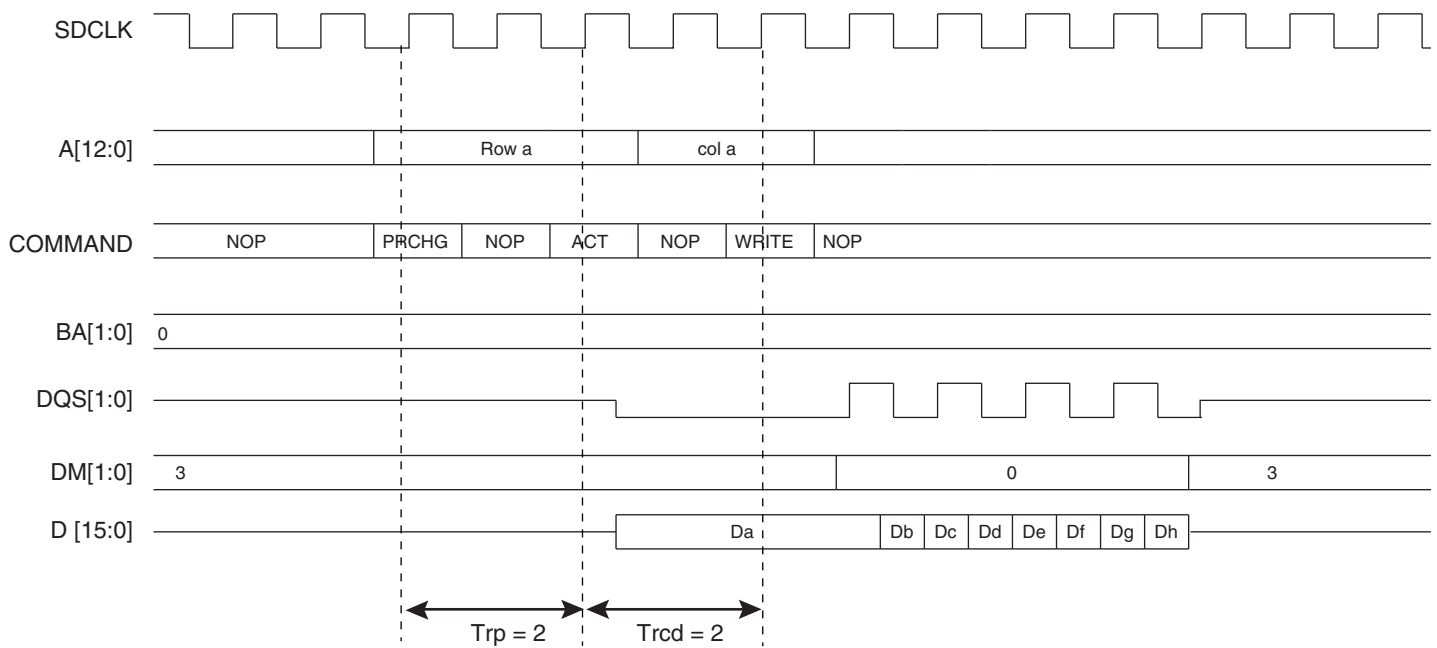 SDCLK
A[12:0] Row a col a
COMMAND NOP PRCHG NOP ACT NOP WRITE NOP
BA[1:0] 0
DQS[1:0]
DM[1:0] 3 0 3
D [15:0] Da Db Dc Dd De Df Dg Dh
Trp = 2 Trcd = 2